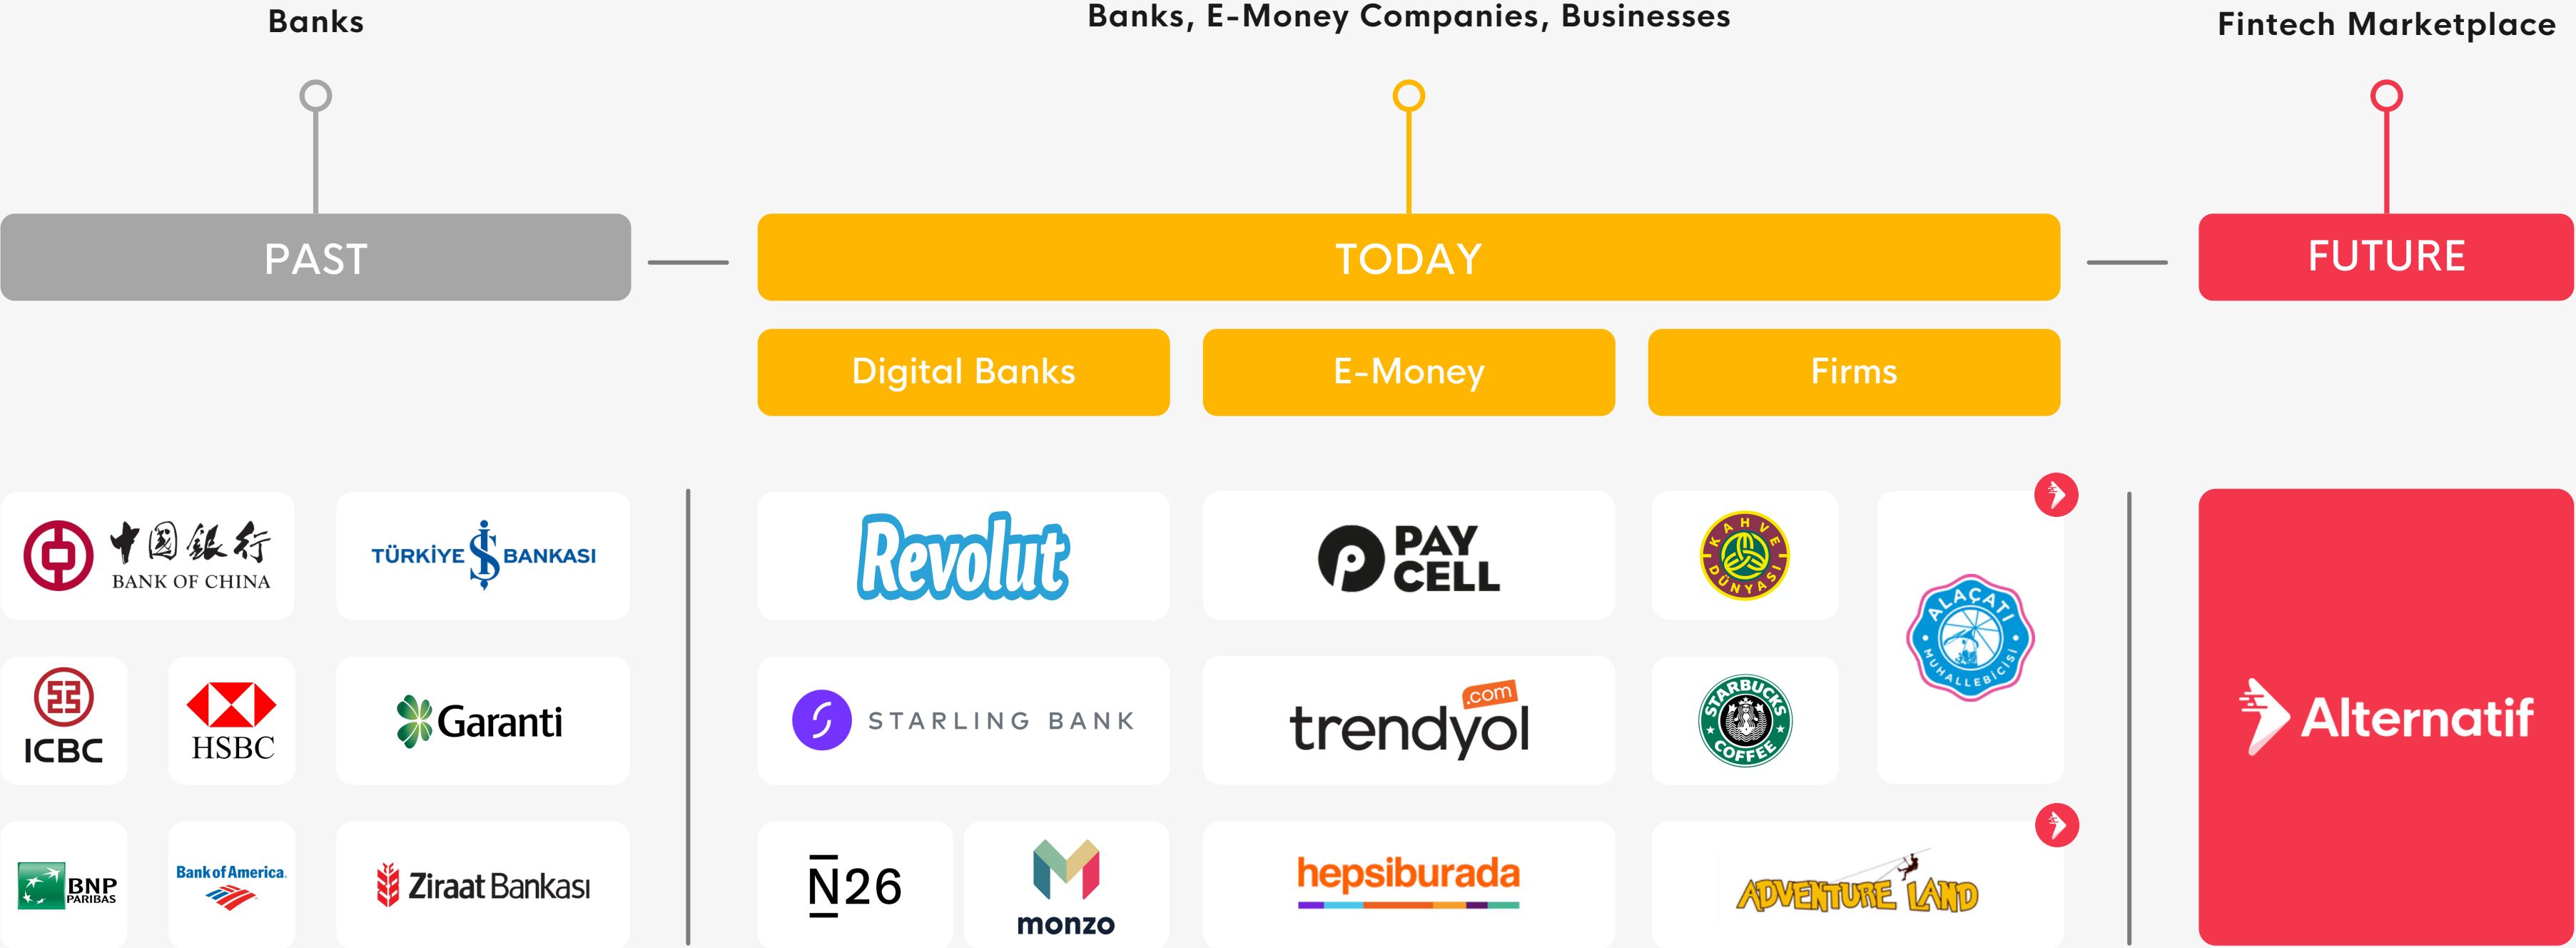 Banks
Banks, E-Money Companies, Businesses
Fintech Marketplace
PAST
TODAY
FUTURE
Digital Banks
E-Money
Firms
中國銀行
BANK OF CHINA
TÜRKİYE İŞ BANKASI
ICBC
HSBC
Garanti
BNP
PARIBAS
Bank of America.
Ziraat Bankası
Revolut
STARLING BANK
N26
monzo
PAY
CELL
trendyol
.com
hepsiburada
KAHVE
DÜNYASI
STARBUCKS
COFFEE
ALAÇATI
MUHALLEBİCİSİ
ADVENTURE LAND
Alternatif